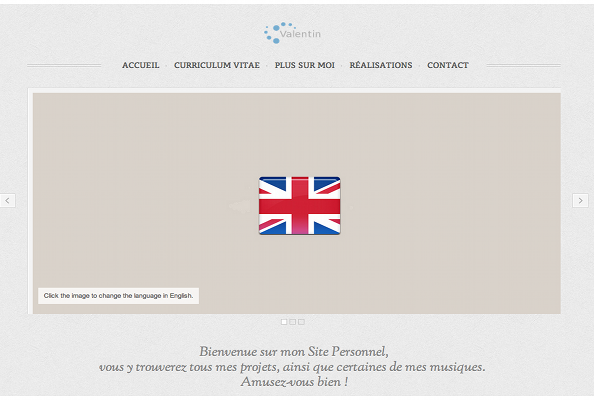 Valentin
ACCUEIL CURRICULUM VITAE PLUS SUR MOI RÉALISATIONS CONTACT
Click the image to change the language in English.
Bienvenue sur mon Site Personnel,
vous y trouverez tous mes projets, ainsi que certaines de mes musiques.
Amusez-vous bien !